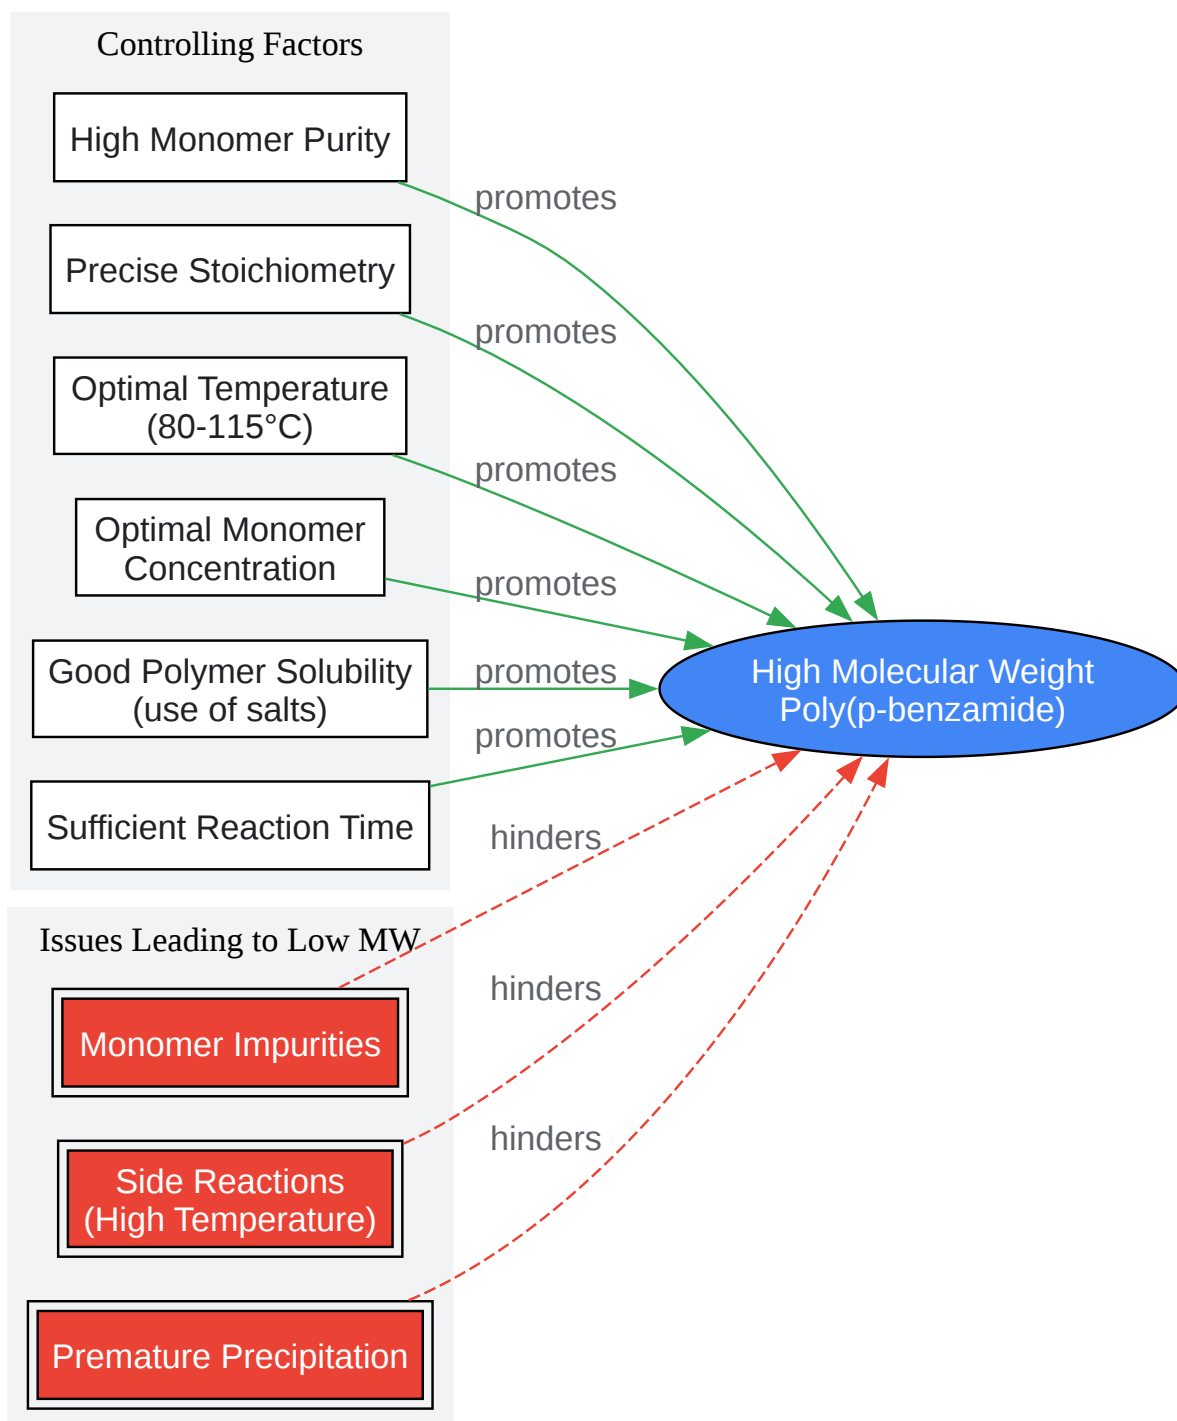 Controlling Factors
High Monomer Purity
promotes
Precise Stoichiometry
promotes
Optimal Temperature
(80-115°C)
promotes
Optimal Monomer
Concentration
promotes
Good Polymer Solubility
(use of salts)
promotes
High Molecular Weight
Poly(p-benzamide)
promotes
Sufficient Reaction Time
hinders
Issues Leading to Low MW
hinders
Monomer Impurities
hinders
Side Reactions
(High Temperature)
Premature Precipitation